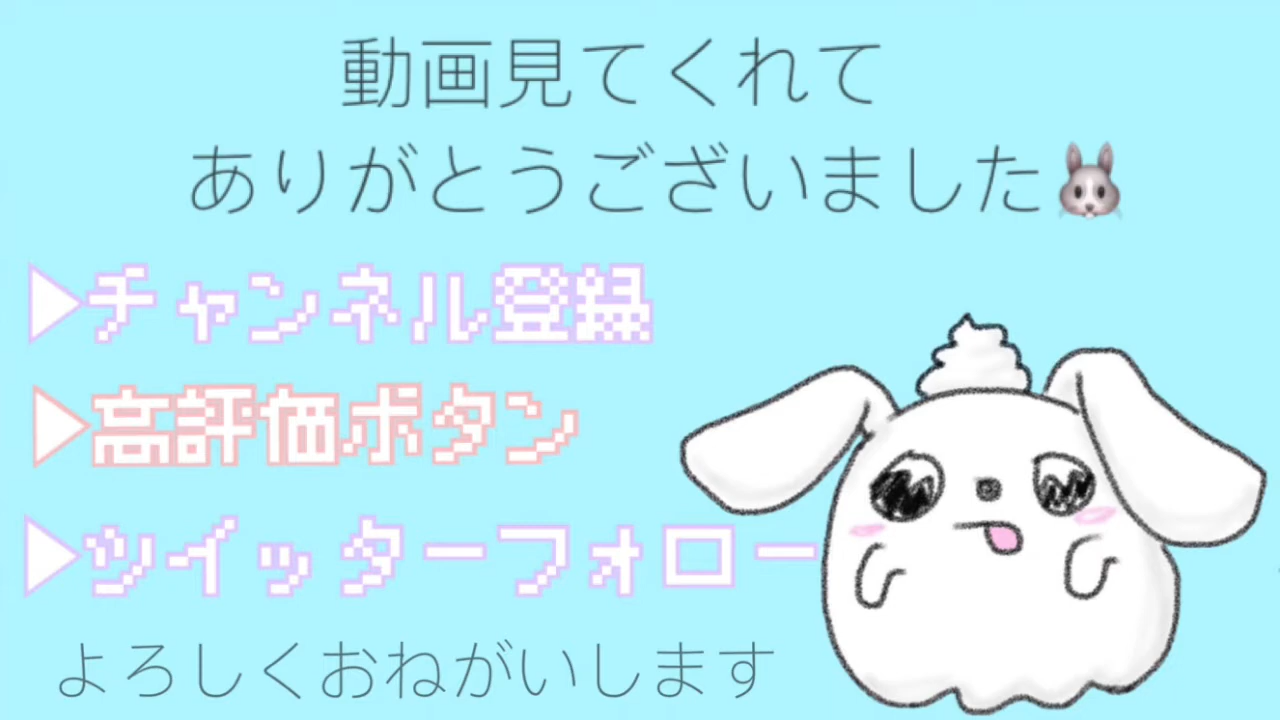 動画見てくれて
ありがとうございました🐰
▶チャンネル登録
▶高評価ボタン
▶ツイッターフォロー
よろしくおねがいします